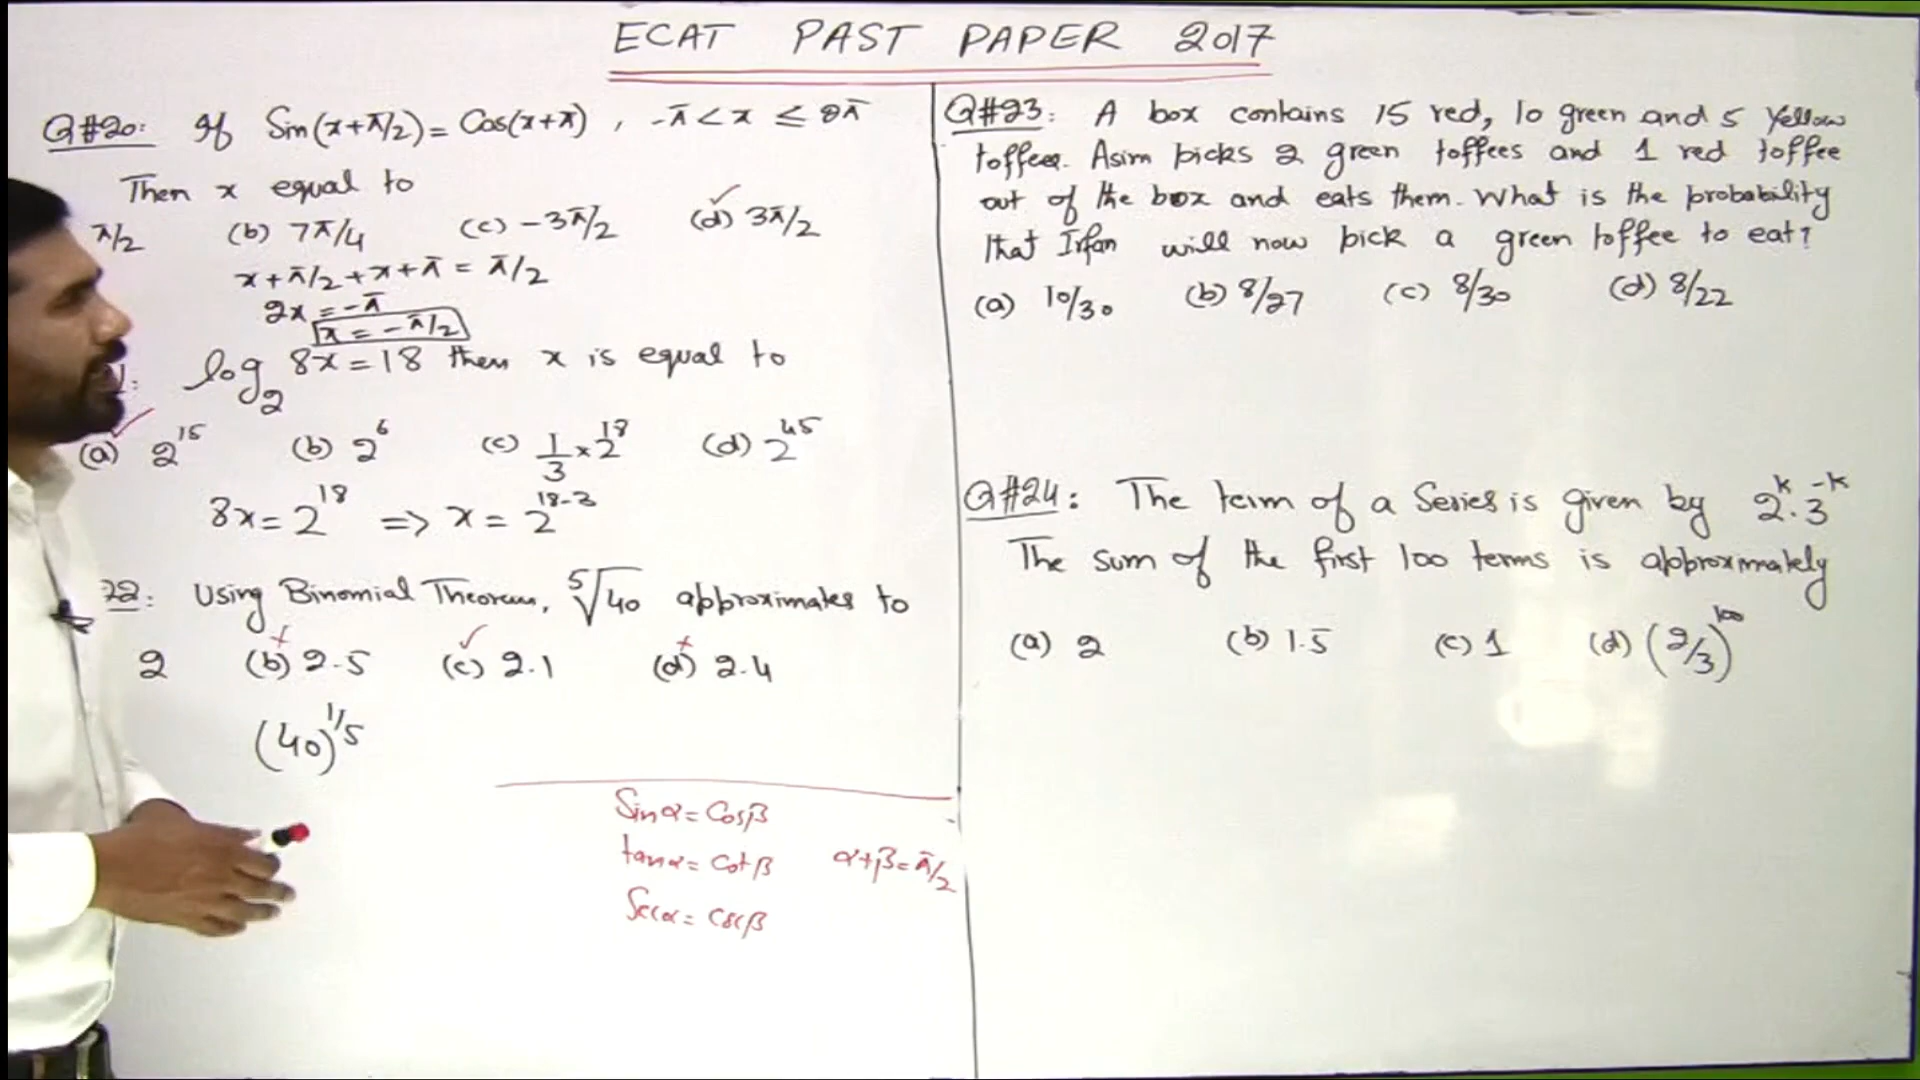 ECAT PAST PAPER 2017
Q#20: If Sin(x+π/2) = Cos(x+π) , -π < x ≤ 2π
Then x equal to
π/2 (b) 7π/4 (c) -3π/2 (d) 3π/2
x+π/2+x+π = π/2
2x = -π
x = -π/2
log₂ 8x = 18 then x is equal to
(a) 2^15 (b) 2^6 (c) 1/3 × 2^18 (d) 2^45
8x = 2^18 => x = 2^18-3
22: Using Binomial Theorem, ⁵√40 approximates to
2 (b) 2.5 (c) 2.1 (d) 2.4
(40)^1/5
Sinα = Cosβ
tanα = Cotβ α+β = π/2
Secα = Cscβ
Q#23: A box contains 15 red, 10 green and 5 Yellow
toffees. Asim picks 2 green toffees and 1 red toffee
out of the box and eats them. What is the probability
that Irfan will now pick a green toffee to eat?
(a) 10/30 (b) 8/27 (c) 8/30 (d) 8/22
Q#24: The term of a Series is given by 2^k.3^-k
The sum of the first 100 terms is approximately
(a) 2 (b) 1.5 (c) 1 (d) (2/3)^100